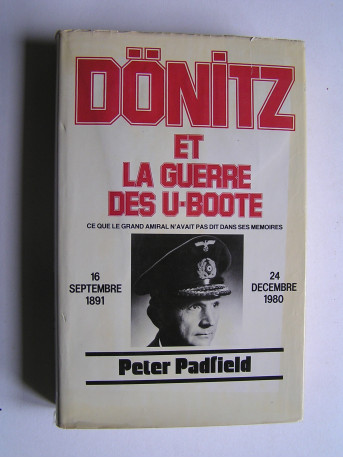 DÖNiTZ
ET
LA GUERRE
DES U-BOOTE
CE QUE LE GRAND AMIRAL N'AVAIT PAS DIT DANS SES MEMOIRES
16
SEPTEMBRE
1891
24
DECEMBRE
1980
Peter Padfield